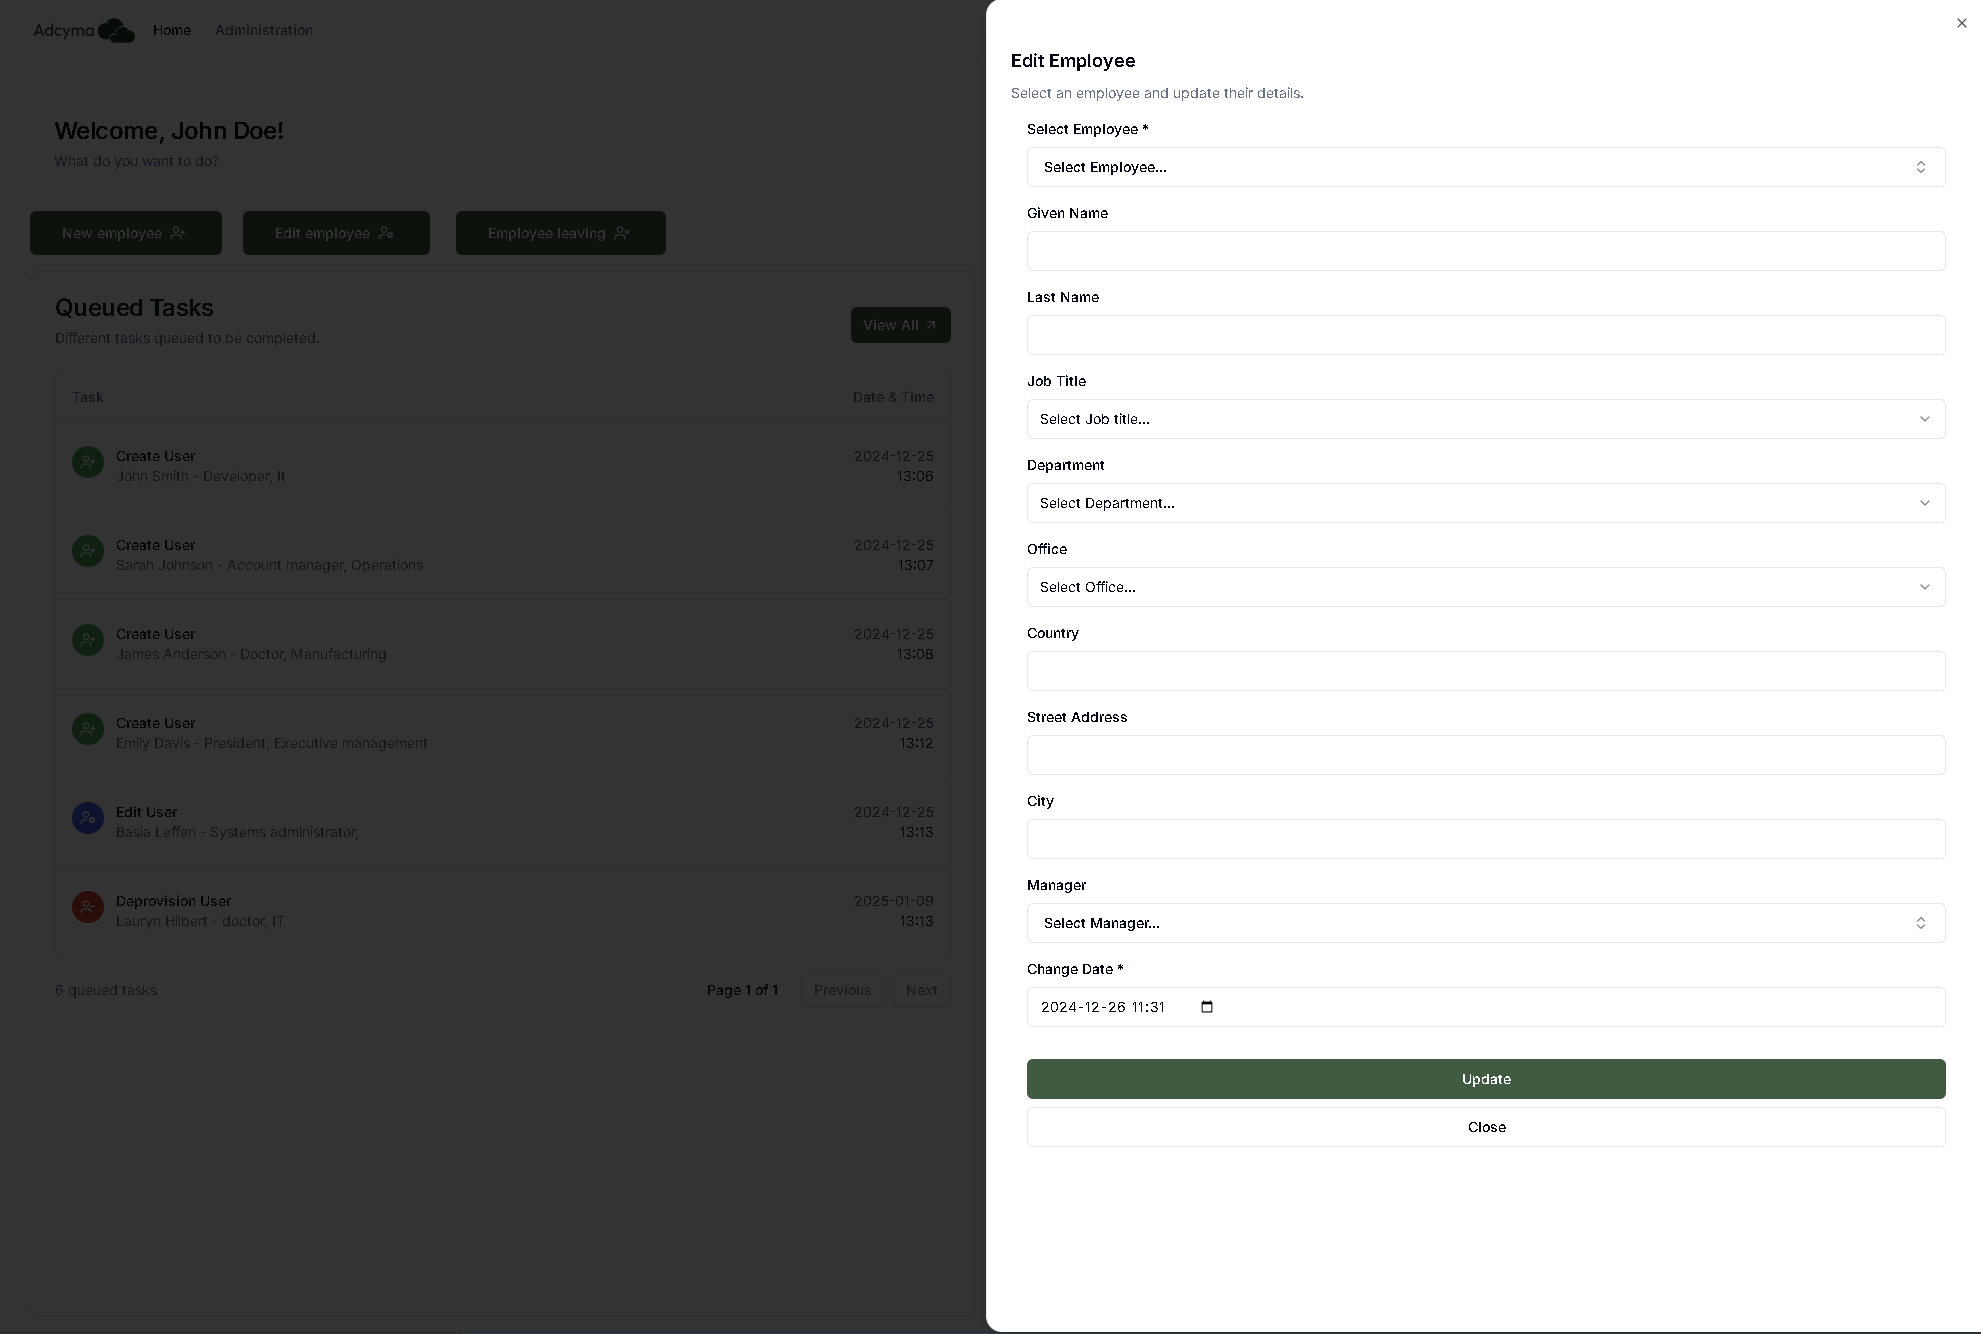 Adcyma
Home
Administration
Welcome, John Doe!
What do you want to do?
New employee
Edit employee
Employee leaving
Queued Tasks
Different tasks queued to be completed.
View All
Task
Date & Time
Create User
John Smith - Developer, It
2024-12-25
13:06
Create User
Sarah Johnson - Account manager, Operations
2024-12-25
13:07
Create User
James Anderson - Doctor, Manufacturing
2024-12-25
13:08
Create User
Emily Davis - President, Executive management
2024-12-25
13:12
Edit User
Basia Leffen - Systems administrator,
2024-12-25
13:13
Deprovision User
Lauryn Hilbert - doctor, IT
2025-01-09
13:13
6 queued tasks
Page 1 of 1
Previous
Next
Edit Employee
Select an employee and update their details.
Select Employee *
Select Employee...
Given Name
Last Name
Job Title
Select Job title...
Department
Select Department...
Office
Select Office...
Country
Street Address
City
Manager
Select Manager...
Change Date *
2024-12-26 11:31
Update
Close